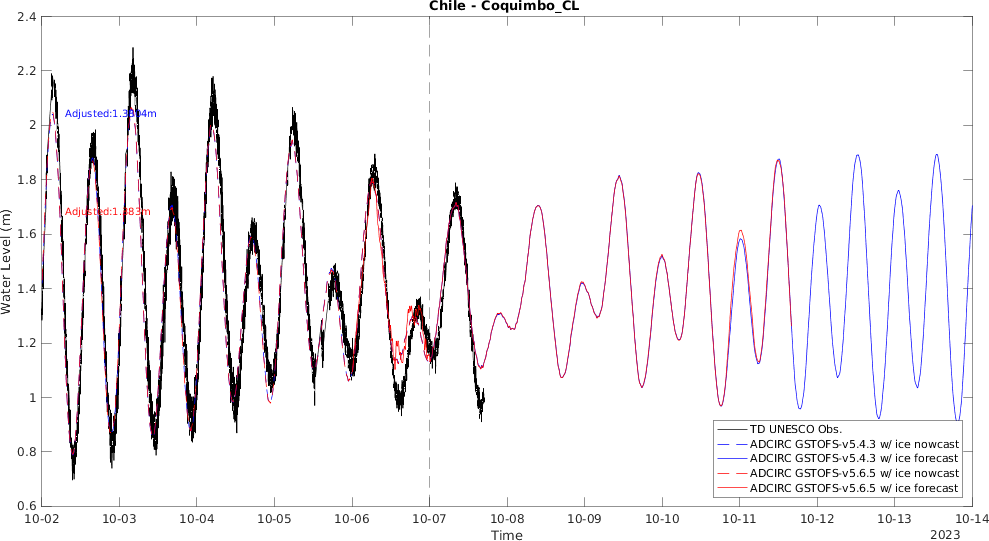 Chile - Coquimbo_CL
Water Level (m)
2.4
2.2
2
1.8
1.6
1.4
1.2
1
0.8
0.6
Adjusted:1.3804m
Adjusted:1.383m
TD UNESCO Obs.
ADCIRC GSTOFS-v5.4.3 w/ ice nowcast
ADCIRC GSTOFS-v5.4.3 w/ ice forecast
ADCIRC GSTOFS-v5.6.5 w/ ice nowcast
ADCIRC GSTOFS-v5.6.5 w/ ice forecast
10-02 10-03 10-04 10-05 10-06 10-07 10-08 10-09 10-10 10-11 10-12 10-13 10-14
Time
2023